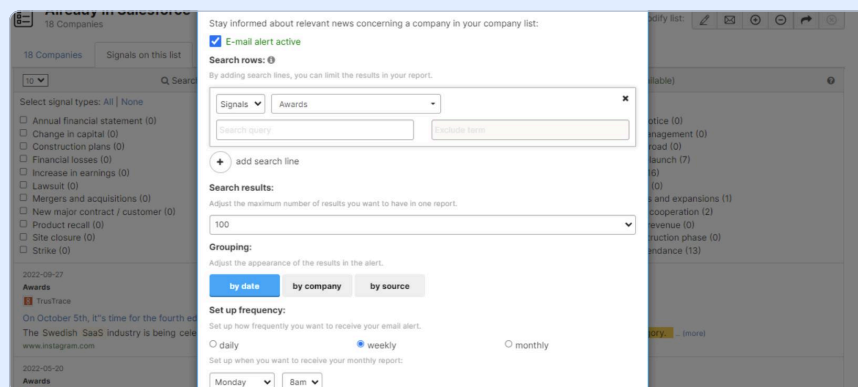 Already in Salesforce
18 Companies
odify list:
18 Companies
Signals on this list
10
Search
Select signal types: All | None
Annual financial statement (0)
Change in capital (0)
Construction plans (0)
Financial losses (0)
Increase in earnings (0)
Lawsuit (0)
Mergers and acquisitions (0)
New major contract / customer (0)
Product recall (0)
Site closure (0)
Strike (0)
2022-09-27
Awards
TrusTrace
On October 5th, it"s time for the fourth ed
The Swedish SaaS industry is being cele
www.instagram.com
2022-05-20
Awards
Stay informed about relevant news concerning a company in your company list:
E-mail alert active
Search rows:
By adding search lines, you can limit the results in your report.
Signals
Awards
Search query
Exclude term
+ add search line
Search results:
Adjust the maximum number of results you want to have in one report.
100
Grouping:
Adjust the appearance of the results in the alert.
by date
by company
by source
Set up frequency:
Set up how frequently you want to receive your email alert.
daily
weekly
monthly
Set up when you want to receive your monthly report:
Monday
8am
ilable)
otice (0)
nagement (0)
road (0)
launch (7)
(6)
(0)
s and expansions (1)
cooperation (2)
revenue (0)
ruction phase (0)
endance (13)
gory. .. (more)